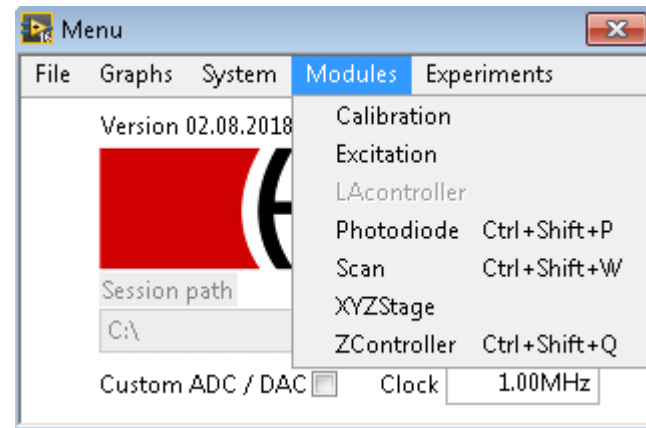 Menu
File Graphs System Modules Experiments
Version 02.08.2018
Calibration
Excitation
LAcontroller
Photodiode Ctrl+Shift+P
Scan Ctrl+Shift+W
XYZStage
ZController Ctrl+Shift+Q
Session path
C:\
Custom ADC / DAC Clock 1.00MHz